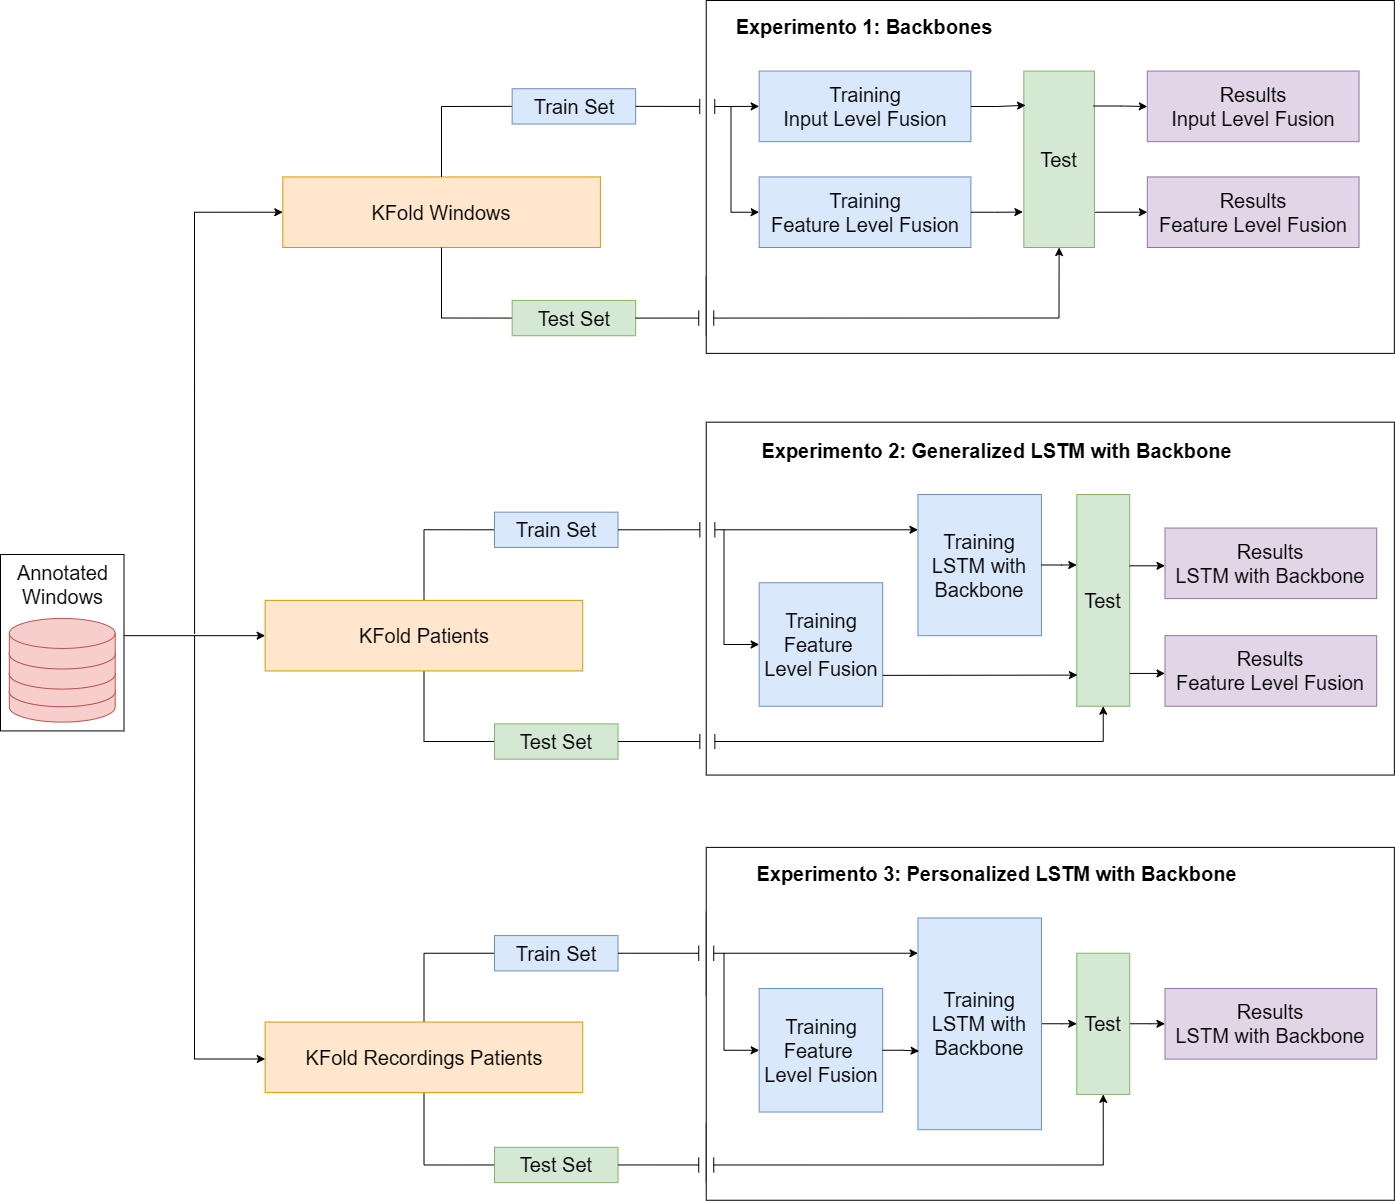 Experimento 1: Backbones
Train Set
Training
Input Level Fusion
Test
Results
Input Level Fusion
KFold Windows
Training
Feature Level Fusion
Results
Feature Level Fusion
Test Set
Experimento 2: Generalized LSTM with Backbone
Train Set
Training
LSTM with
Backbone
Results
LSTM with Backbone
Annotated
Windows
KFold Patients
Training
Feature
Level Fusion
Test
Results
Feature Level Fusion
Test Set
Experimento 3: Personalized LSTM with Backbone
Train Set
KFold Recordings Patients
Training
Feature
Level Fusion
Training
LSTM with
Backbone
Test
Results
LSTM with Backbone
Test Set